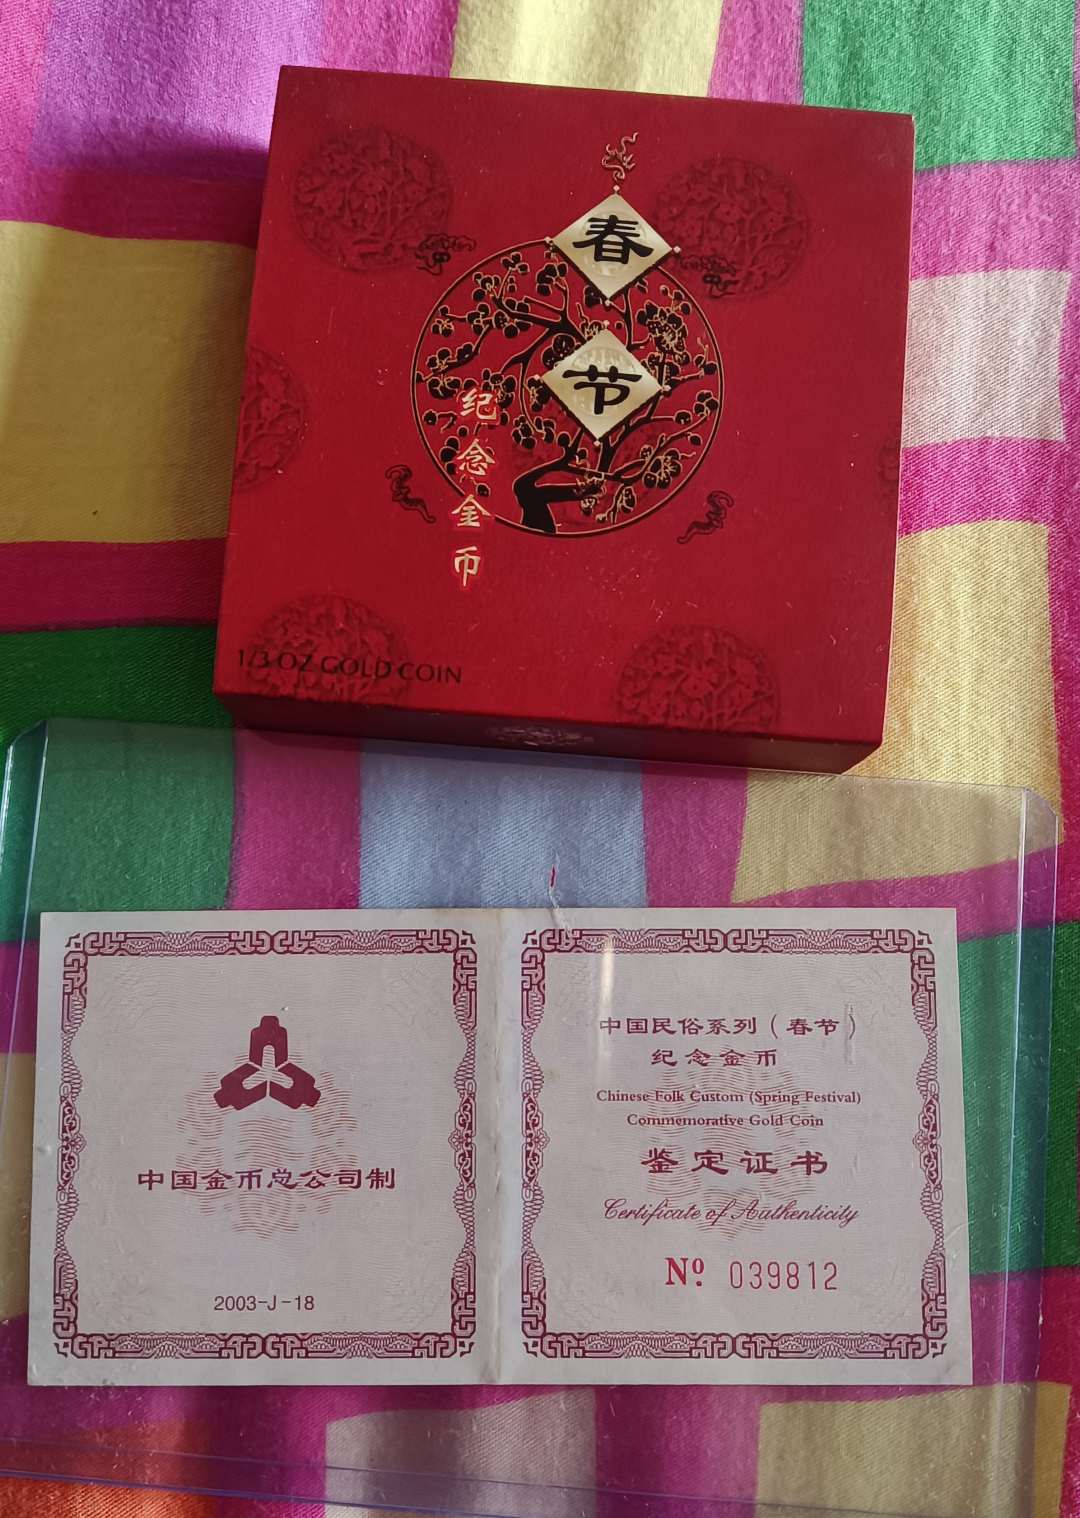 春
节
纪念金币
1/3 OZ GOLD COIN
中国金币总公司制
2003-J-18
中国民俗系列（春节）
纪念金币
Chinese Folk Custom (Spring Festival)
Commemorative Gold Coin
鉴定证书
Certificate of Authenticity
Nº 039812